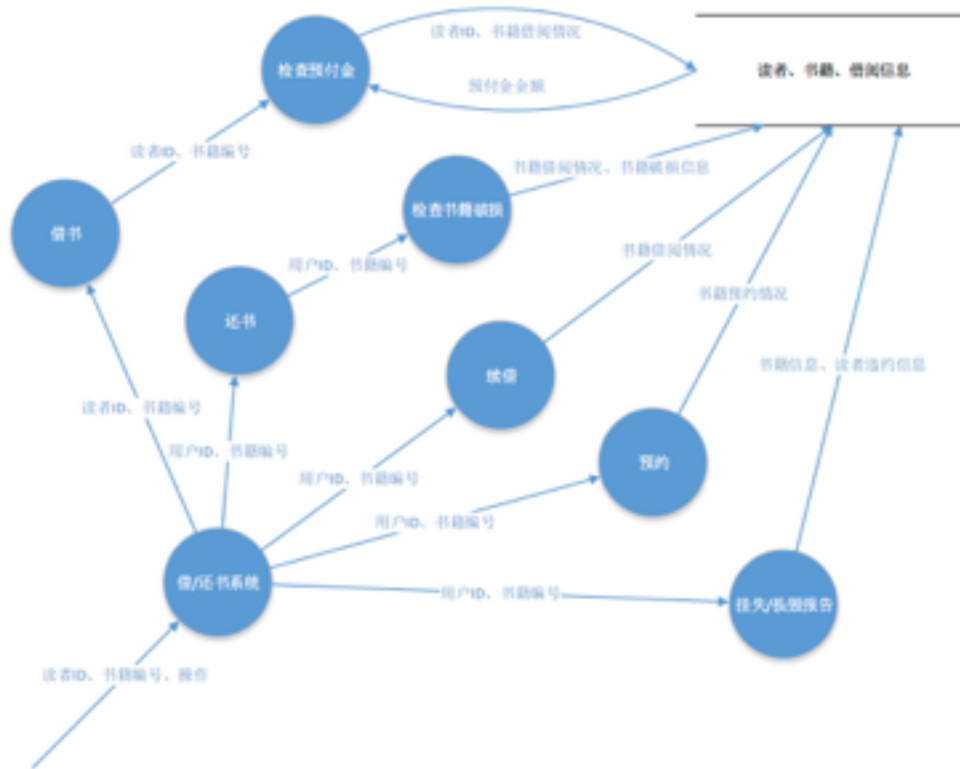 读者ID、书籍借阅情况
检查预付金
读者、书籍、借阅信息
预付金金额
读者ID、书籍编号
书籍借阅情况、书籍破损信息
检查书籍破损
借书
书籍借阅情况
用户ID、书籍编号
书籍预约情况
还书
书籍信息、读者违约信息
续借
读者ID、书籍编号
用户ID、书籍编号
预约
用户ID、书籍编号
用户ID、书籍编号
借/还书系统
用户ID、书籍编号
挂失/损毁报告
读者ID、书籍编号、操作